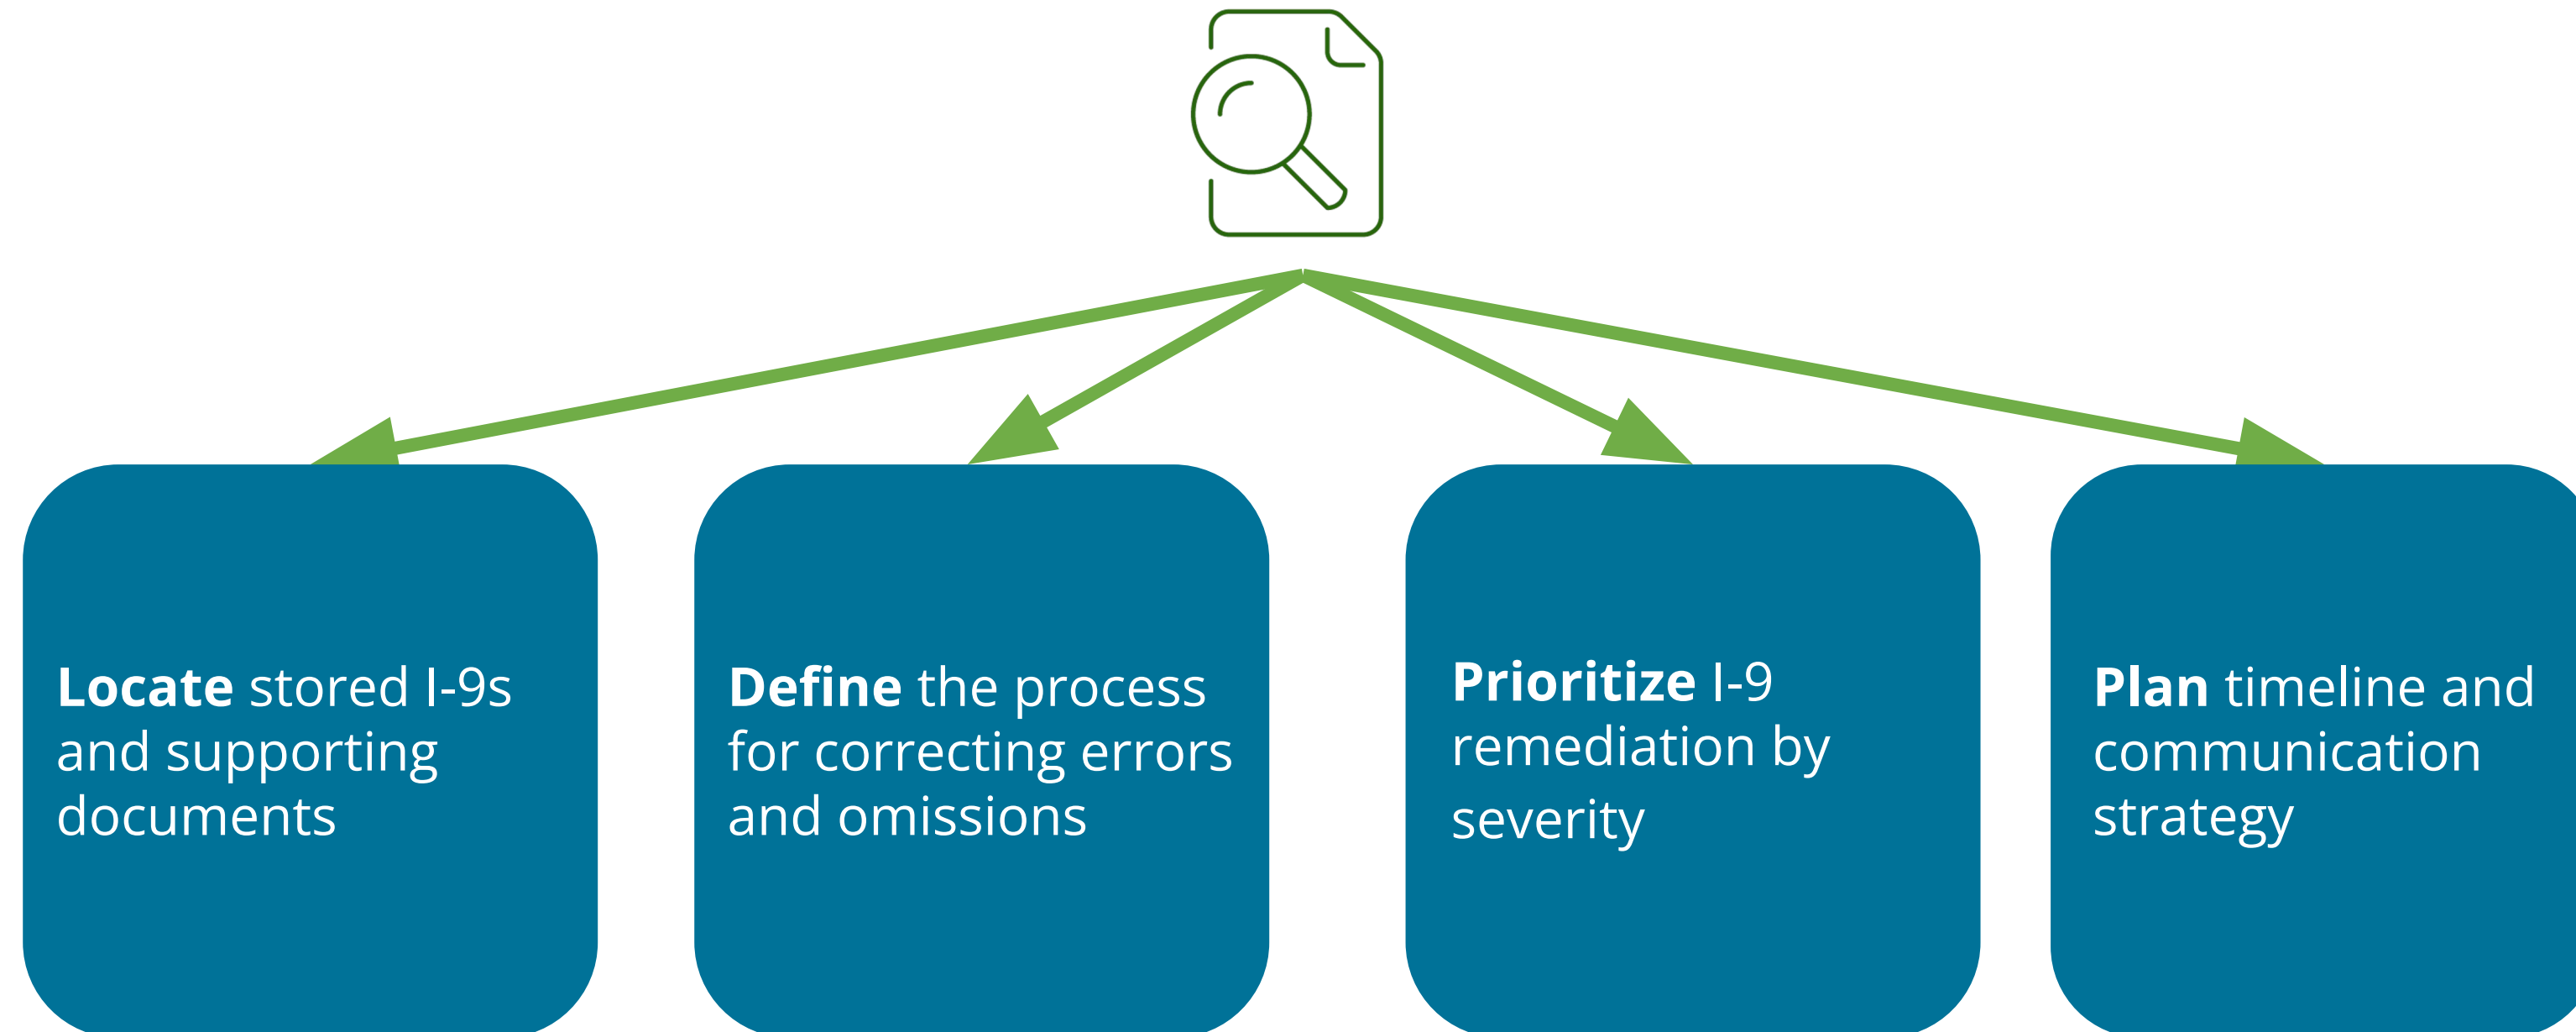 Locate stored I-9s
and supporting
documents
Define the process
for correcting errors
and omissions
Prioritize I-9
remediation by
severity
Plan timeline and
communication
strategy